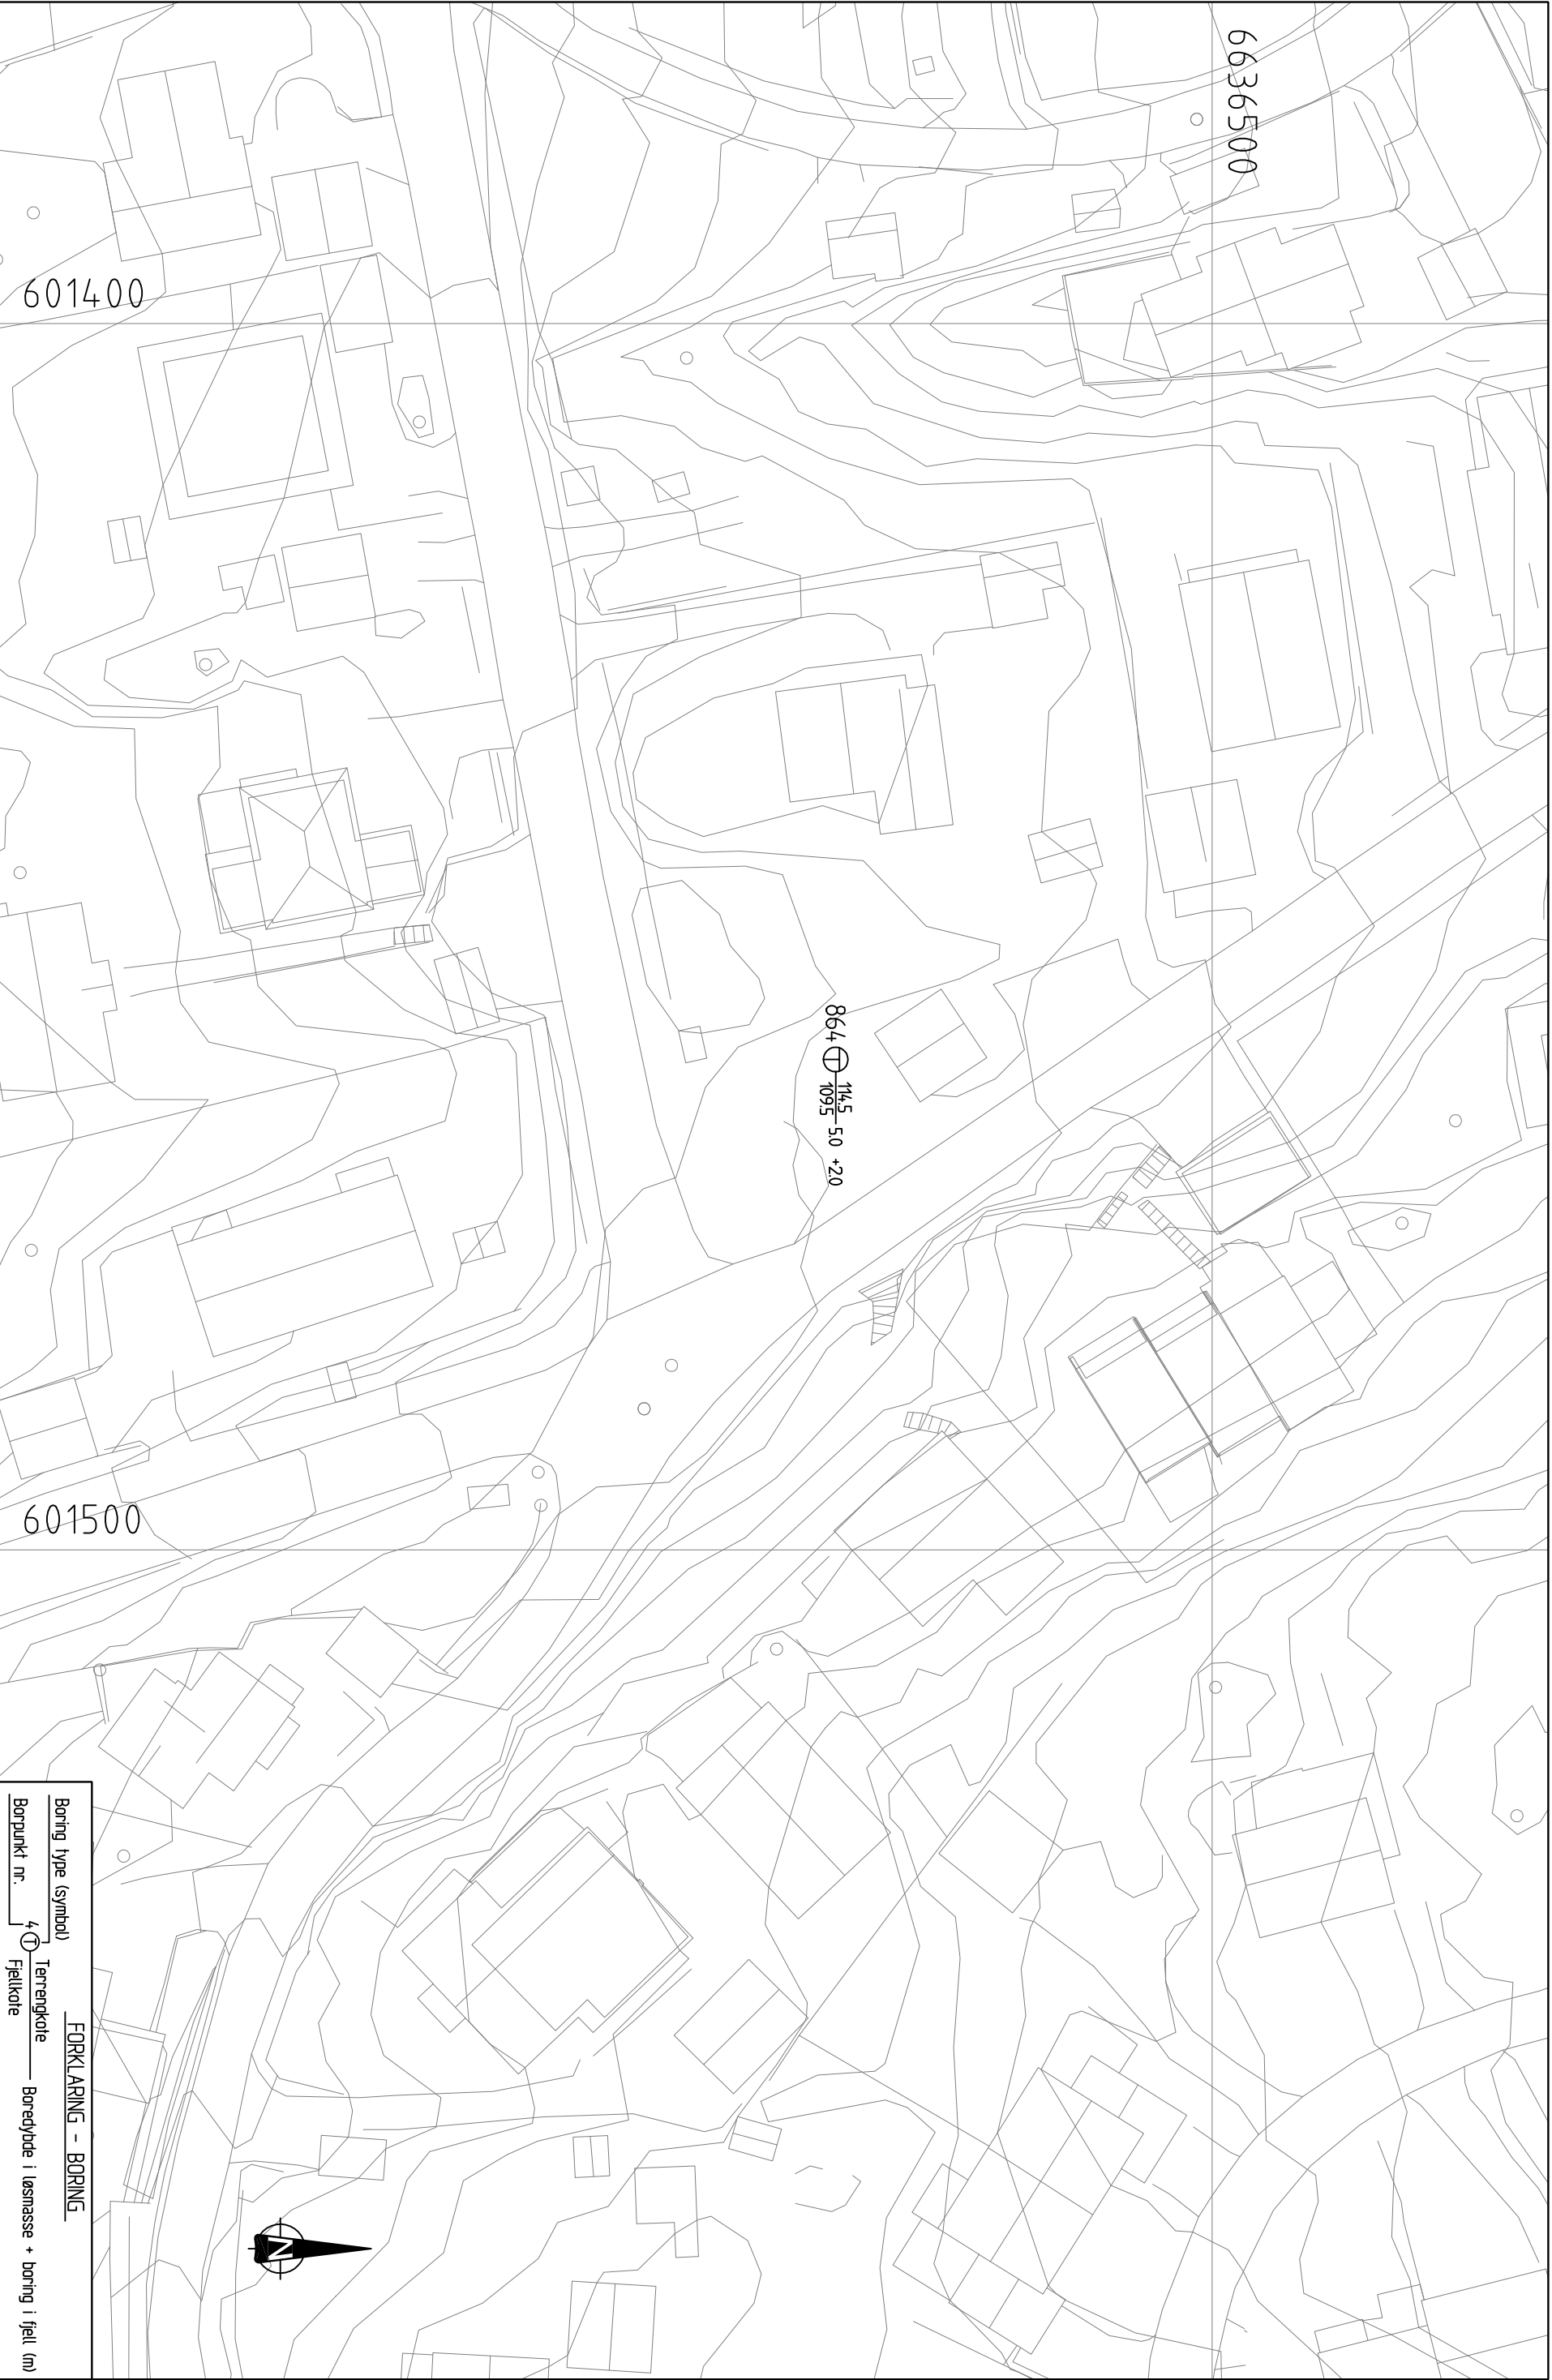 6636500
601400
864 T 114.5
109.5
5.0 +2.0
601500
FORKLARING - BORING
Boring type (symbol)
Terrengkote
Borpunkt nr.
4 T
Boredybde i løsmasse + boring i fjell (m)
Fjellkote
N